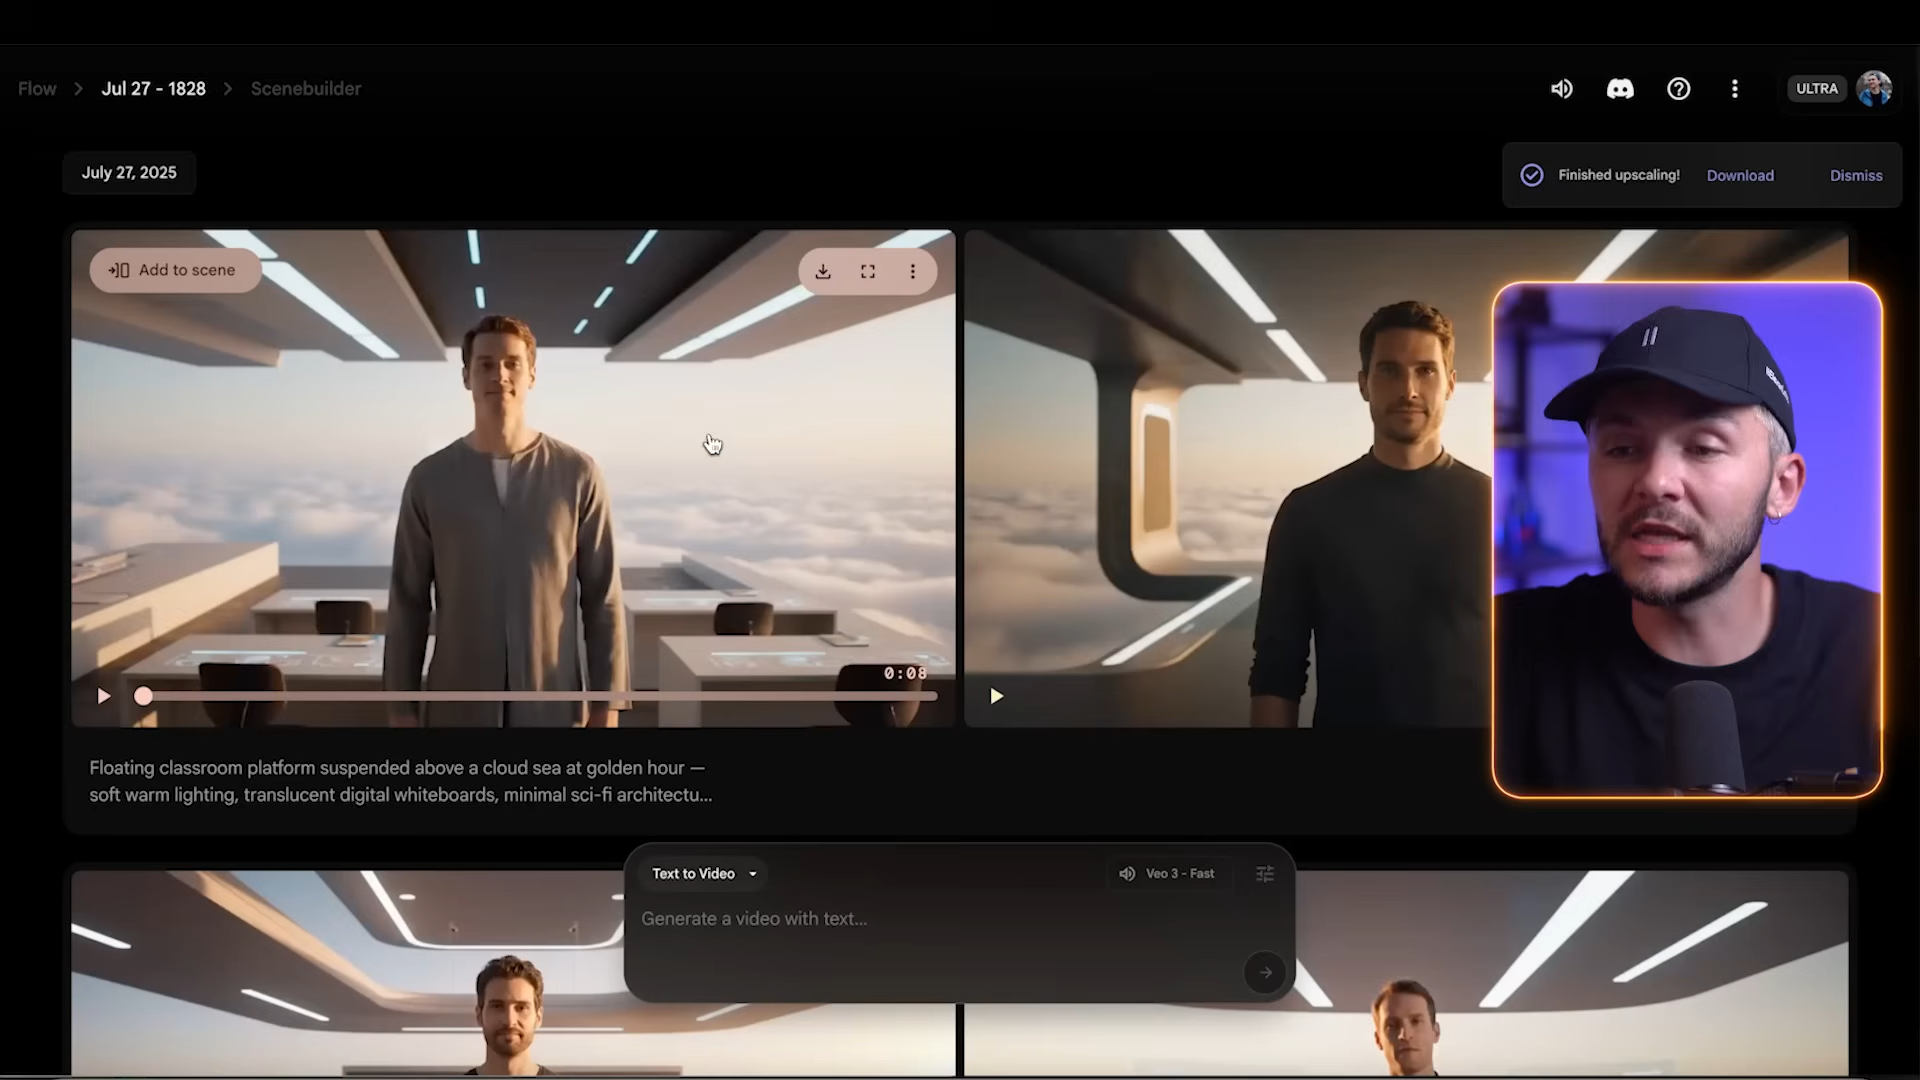 Flow > Jul 27 - 1828 > Scenebuilder
ULTRA
July 27, 2025
Finished upscaling! Download Dismiss
Add to scene
0:08
Floating classroom platform suspended above a cloud sea at golden hour —
soft warm lighting, translucent digital whiteboards, minimal sci-fi architectu...
Text to Video
Veo 3 - Fast
Generate a video with text...